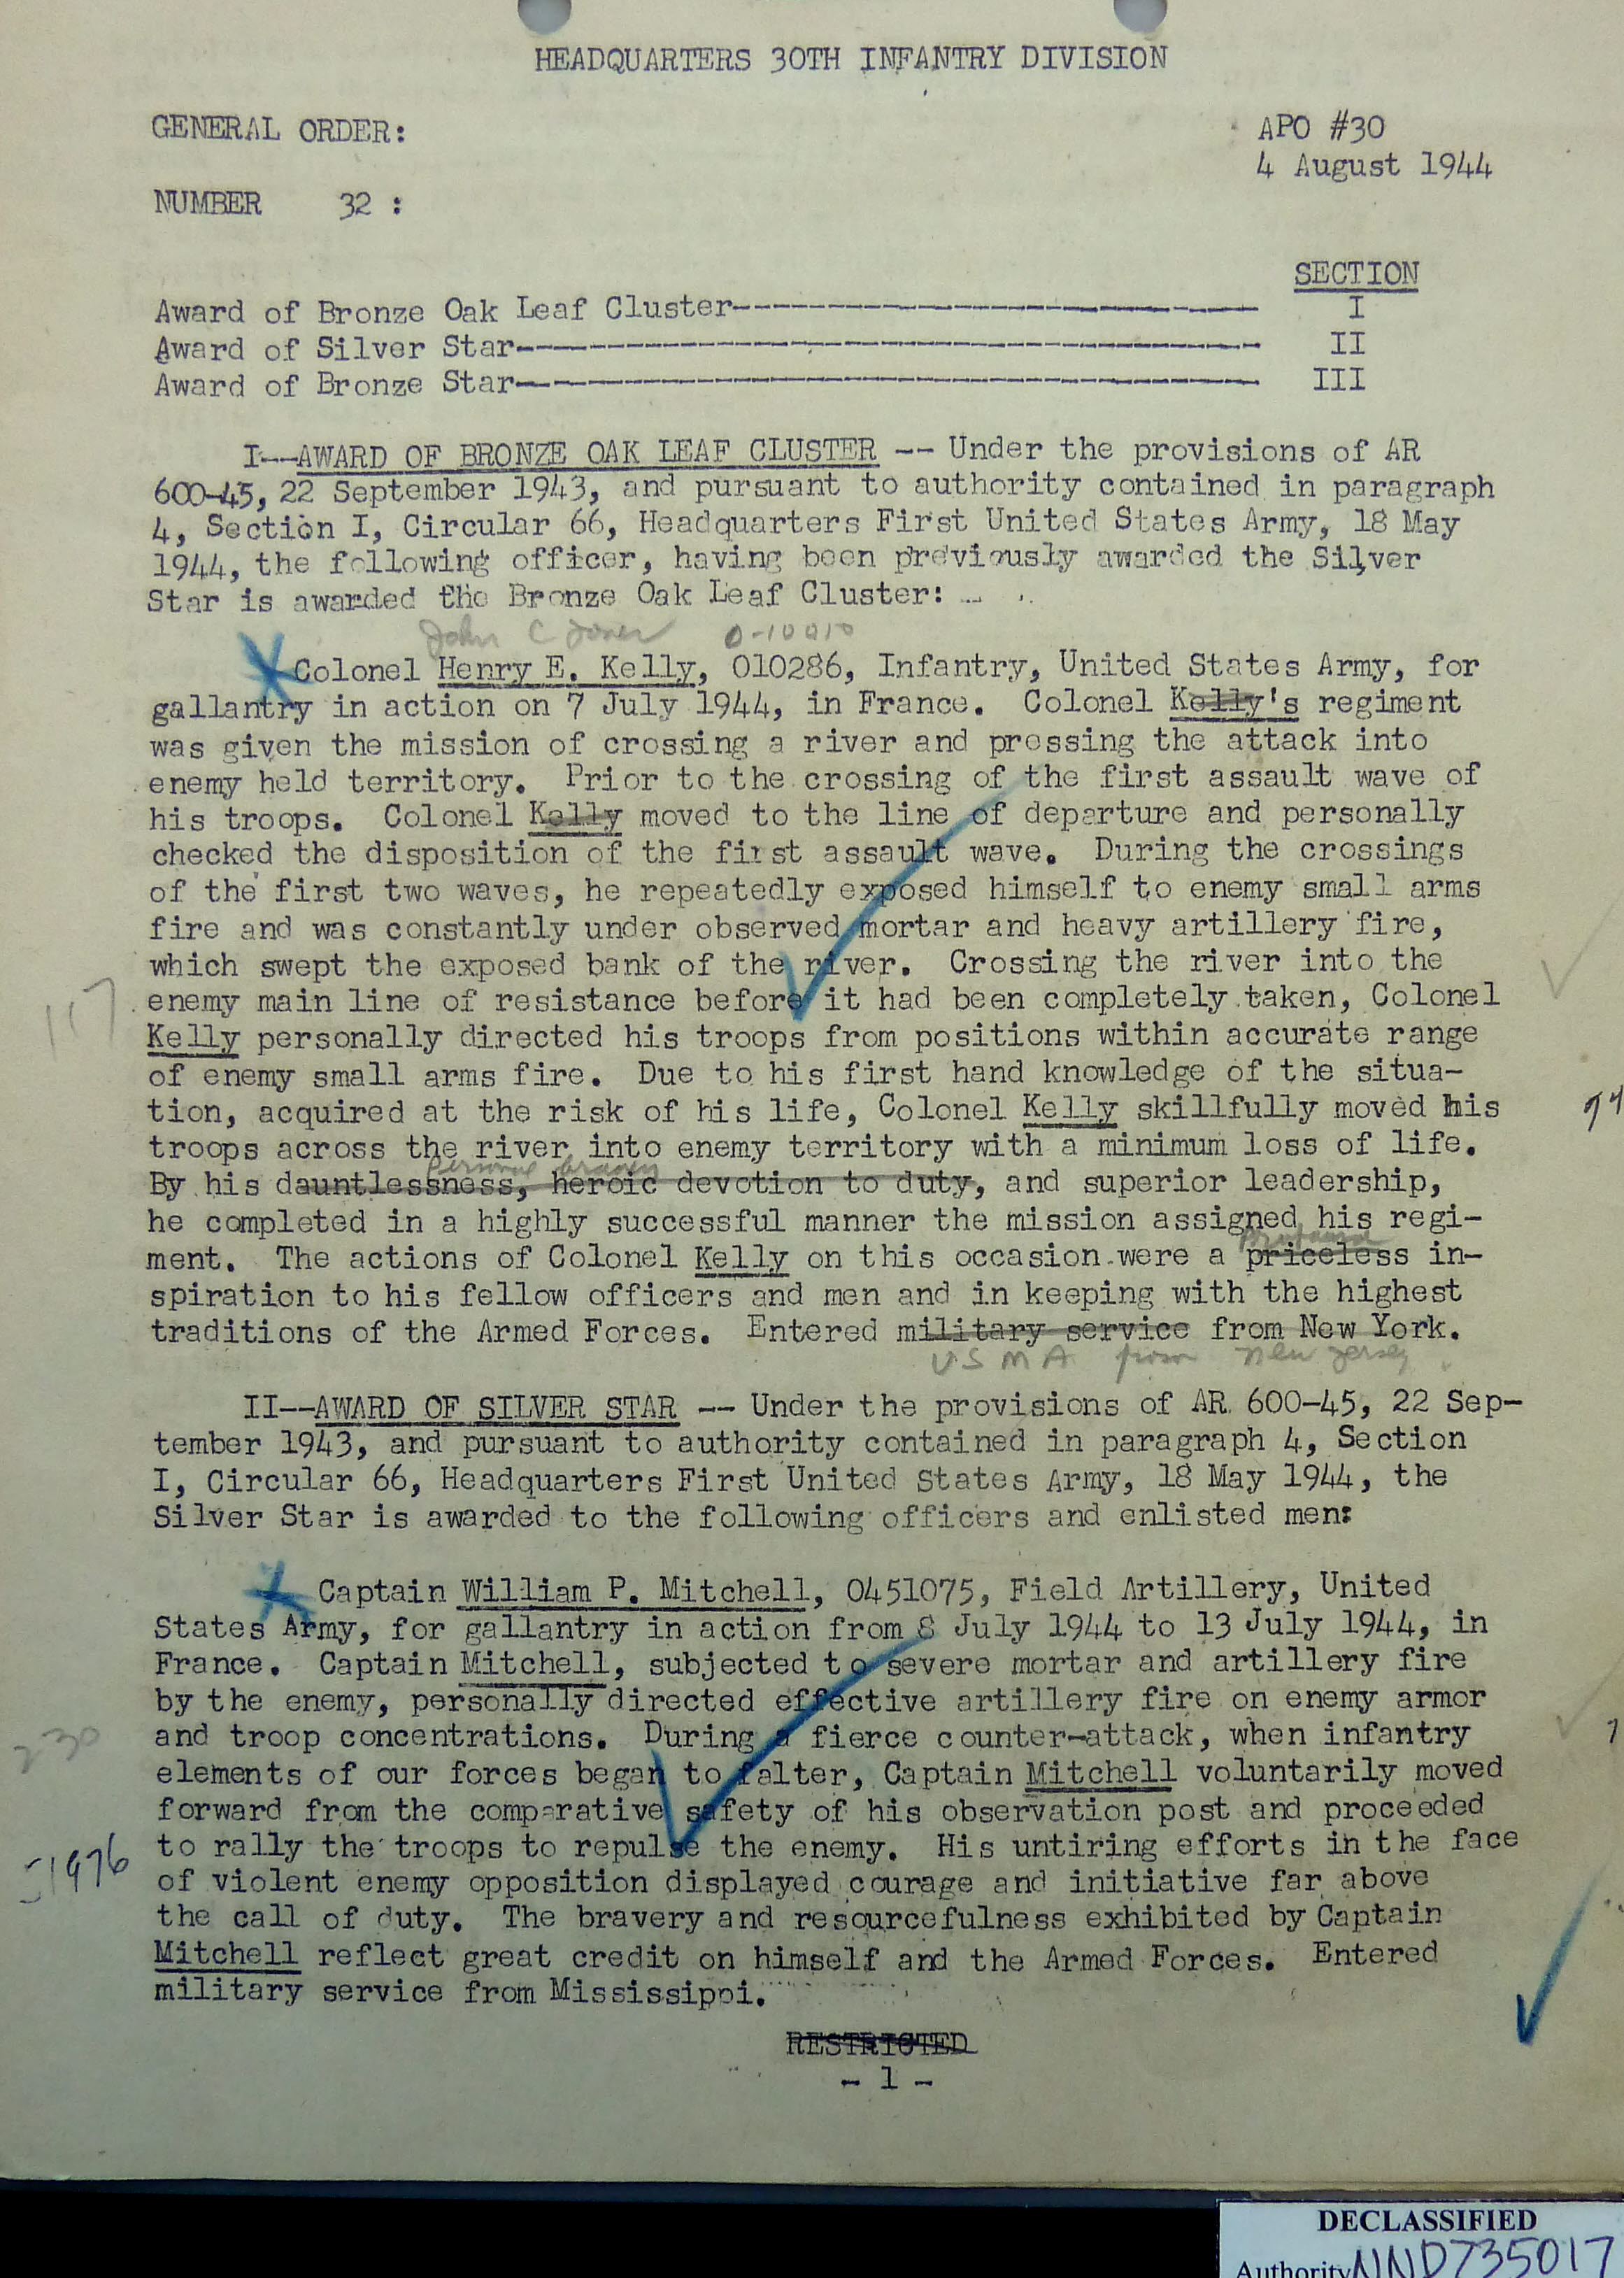 HEADQUARTERS 30TH INFANTRY DIVISION
GENERAL ORDER: APO #30
4 August 1944
NUMBER 32 :
SECTION
Award of Bronze Oak Leaf Cluster---------------------------- I
Award of Silver Star---------------------------------------- II
Award of Bronze Star---------------------------------------- III
I--AWARD OF BRONZE OAK LEAF CLUSTER -- Under the provisions of AR
600-45, 22 September 1943, and pursuant to authority contained in paragraph
4, Section I, Circular 66, Headquarters First United States Army, 18 May
1944, the following officer, having been previously awarded the Silver
Star is awarded the Bronze Oak Leaf Cluster:
John C Jones
Colonel Henry E. Kelly, 010286, Infantry, United States Army, for
gallantry in action on 7 July 1944, in France. Colonel Kelly's regiment
was given the mission of crossing a river and pressing the attack into
enemy held territory. Prior to the crossing of the first assault wave of
his troops. Colonel Kelly moved to the line of departure and personally
checked the disposition of the first assault wave. During the crossings
of the first two waves, he repeatedly exposed himself to enemy small arms
fire and was constantly under observed mortar and heavy artillery fire,
which swept the exposed bank of the river. Crossing the river into the
117 enemy main line of resistance before it had been completely taken, Colonel
Kelly personally directed his troops from positions within accurate range
of enemy small arms fire. Due to his first hand knowledge of the situa-
tion, acquired at the risk of his life, Colonel Kelly skillfully moved his
troops across the river into enemy territory with a minimum loss of life.
personal bravery
By his dauntlessness, heroic devotion to duty, and superior leadership,
he completed in a highly successful manner the mission assigned his regi-
ment. The actions of Colonel Kelly on this occasion were a priceless in-
spiration to his fellow officers and men and in keeping with the highest
traditions of the Armed Forces. Entered military service from New York.
USMA from New Jersey
II--AWARD OF SILVER STAR -- Under the provisions of AR 600-45, 22 Sep-
tember 1943, and pursuant to authority contained in paragraph 4, Section
I, Circular 66, Headquarters First United States Army, 18 May 1944, the
Silver Star is awarded to the following officers and enlisted men:
Captain William P. Mitchell, 0451075, Field Artillery, United
States Army, for gallantry in action from 8 July 1944 to 13 July 1944, in
France. Captain Mitchell, subjected to severe mortar and artillery fire
by the enemy, personally directed effective artillery fire on enemy armor
230 and troop concentrations. During a fierce counter-attack, when infantry
elements of our forces began to falter, Captain Mitchell voluntarily moved
forward from the comparative safety of his observation post and proceeded
to rally the troops to repulse the enemy. His untiring efforts in the face
of violent enemy opposition displayed courage and initiative far above
the call of duty. The bravery and resourcefulness exhibited by Captain
Mitchell reflect great credit on himself and the Armed Forces. Entered
military service from Mississippi.
RESTRICTED
- 1 -
DECLASSIFIED
Authority NND735017